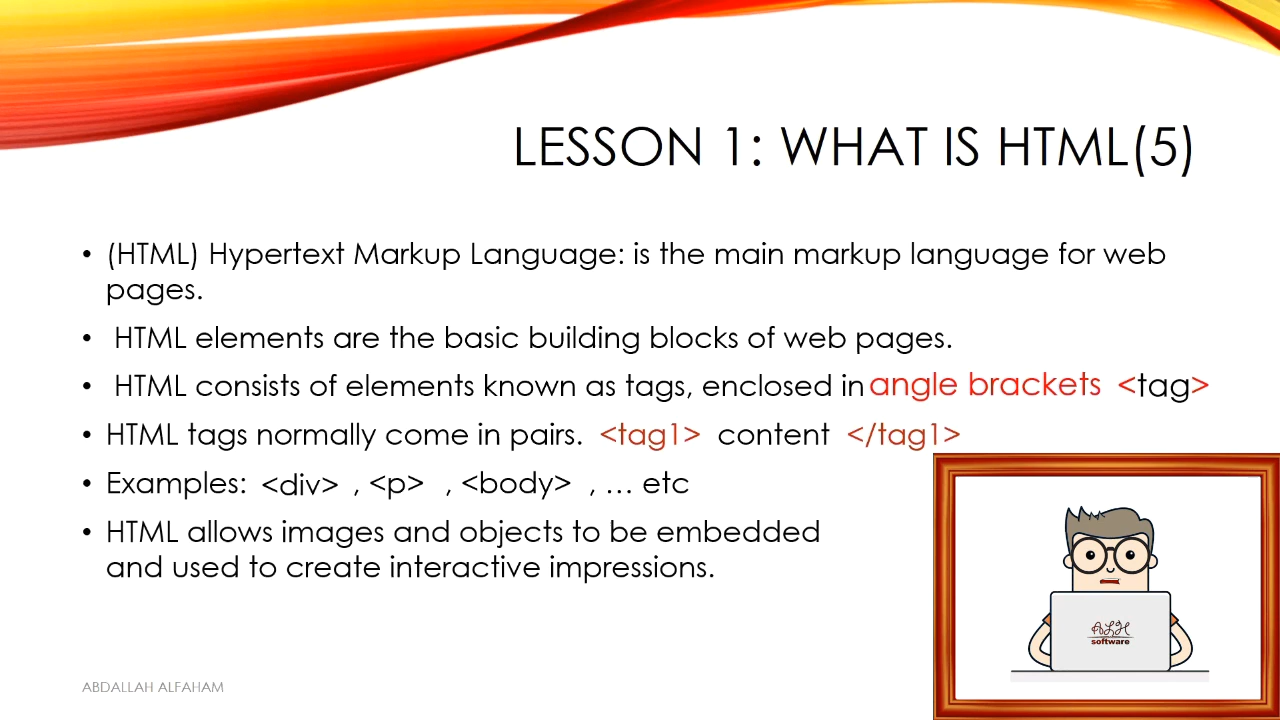 LESSON 1: WHAT IS HTML(5)
• (HTML) Hypertext Markup Language: is the main markup language for web
pages.
• HTML elements are the basic building blocks of web pages.
• HTML consists of elements known as tags, enclosed in angle brackets <tag>
• HTML tags normally come in pairs. <tag1> content </tag1>
• Examples: <div> , <p> , <body> , … etc
• HTML allows images and objects to be embedded
and used to create interactive impressions.
ALH
software
ABDALLAH ALFAHAM